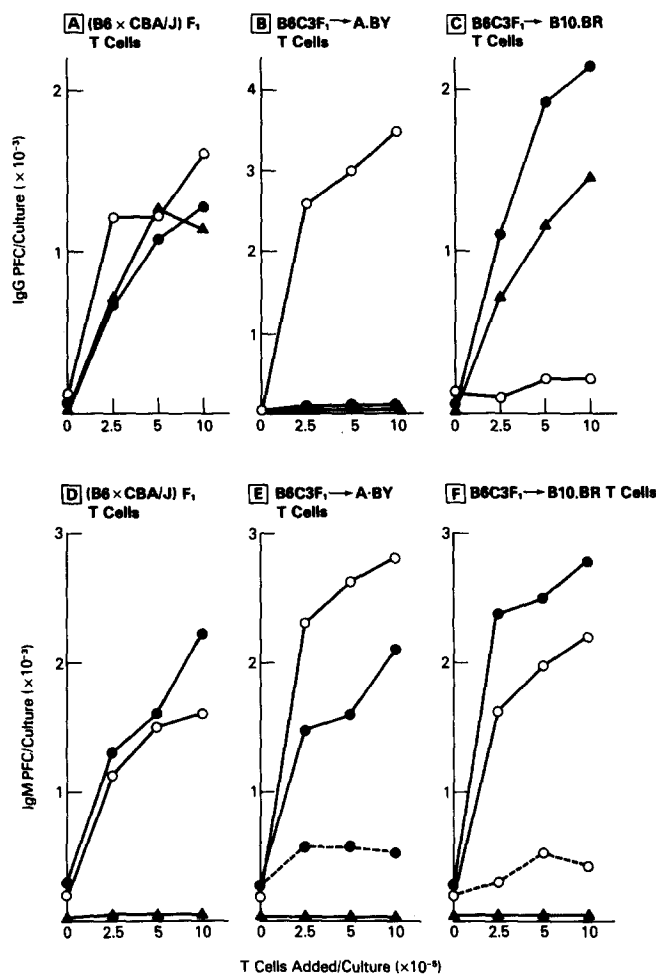 A (B6 × CBA/J) F₁
T Cells
B B6C3F₁→A.BY
T Cells
C B6C3F₁→ B10.BR
T Cells
IgG PFC/Culture (× 10⁻³)
2
1
0 2.5 5 10
4
3
2
1
0 2.5 5 10
2
1
0 2.5 5 10
D (B6 × CBA/J) F₁
T Cells
E B6C3F₁→A·BY
T Cells
F B6C3F₁→B10.BR T Cells
IgM PFC/Culture (×10⁻³)
3
2
1
0 2.5 5 10
3
2
1
0 2.5 5 10
3
2
1
0 2.5 5 10
T Cells Added/Culture (×10⁻⁵)